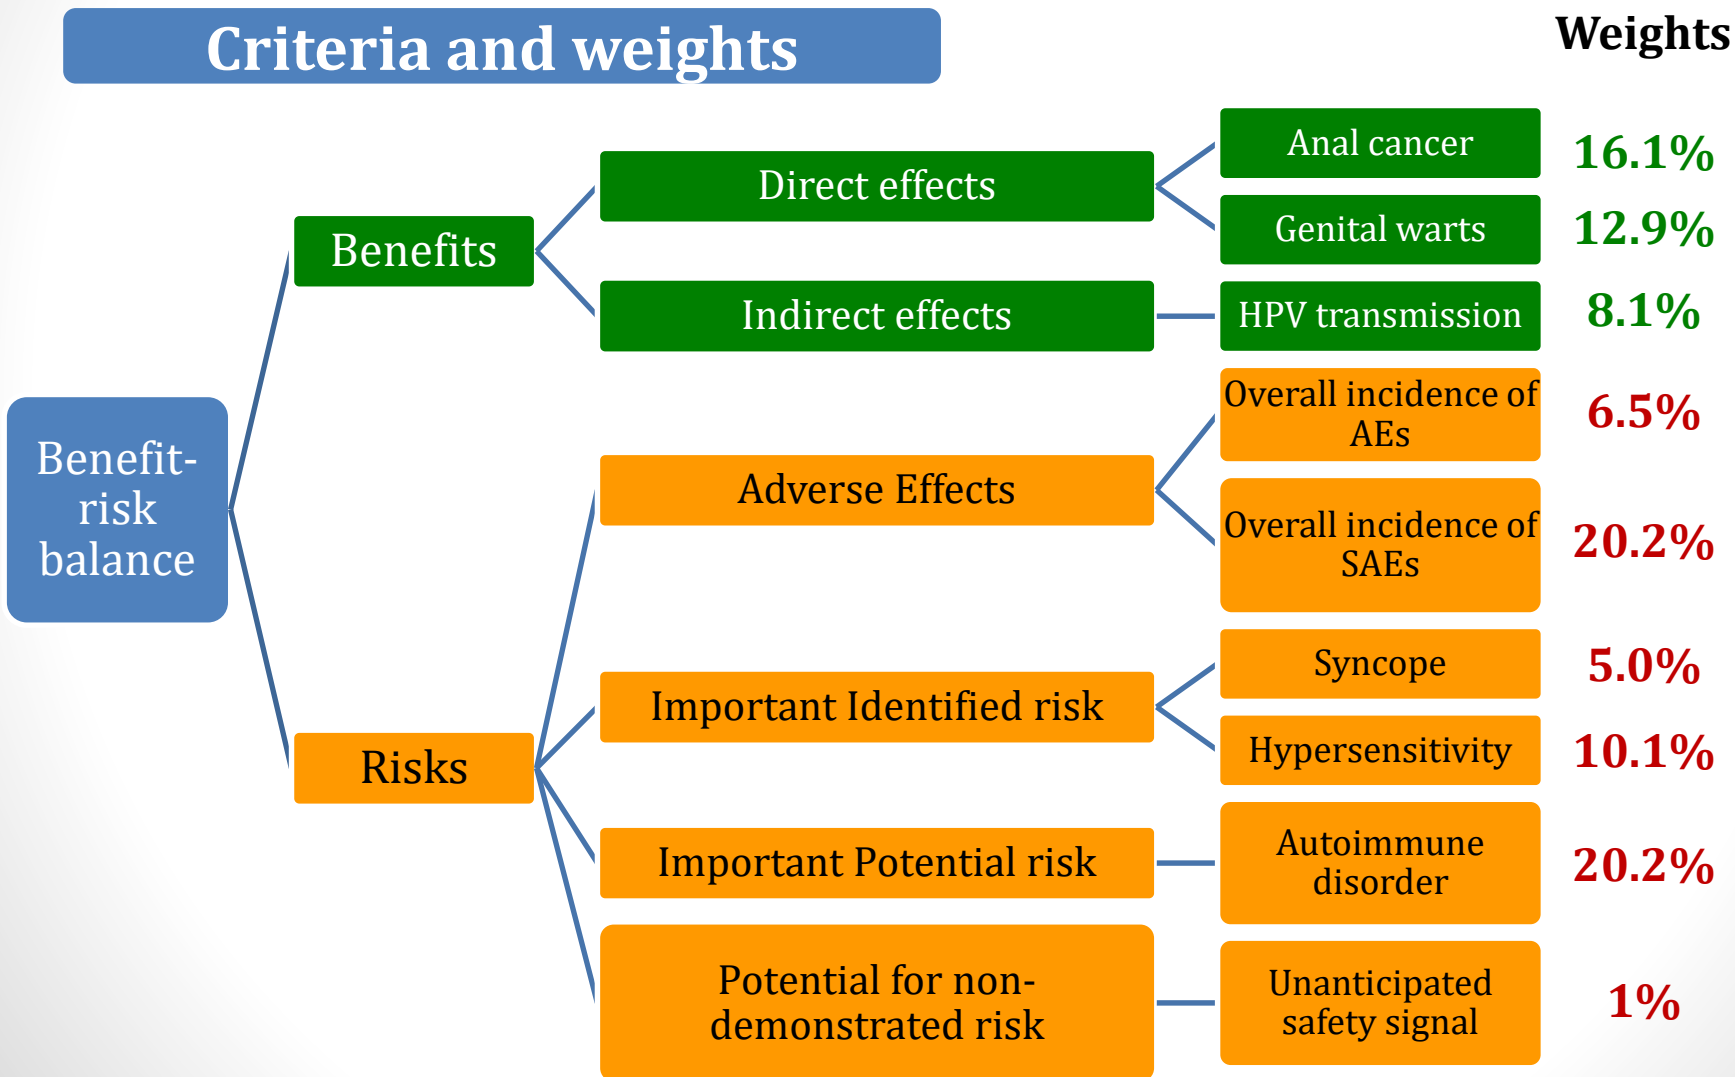 Criteria and weights
Weights
Benefit-
risk
balance
Benefits
Risks
Direct effects
Indirect effects
Adverse Effects
Important Identified risk
Important Potential risk
Potential for non-
demonstrated risk
Anal cancer
16.1%
Genital warts
12.9%
HPV transmission
8.1%
Overall incidence of
AEs
6.5%
Overall incidence of
SAEs
20.2%
Syncope
5.0%
Hypersensitivity
10.1%
Autoimmune
disorder
20.2%
Unanticipated
safety signal
1%